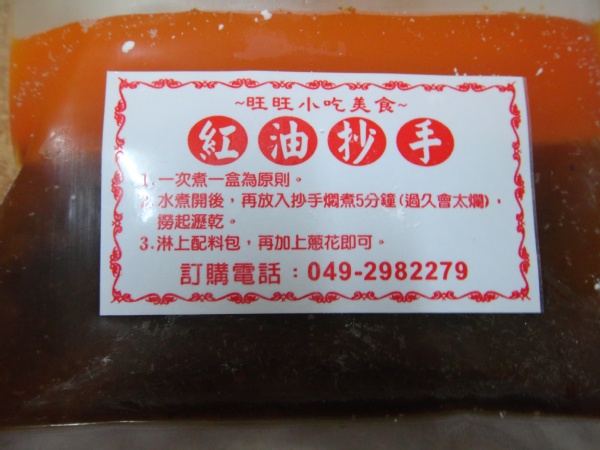 ~旺旺小吃美食~
紅油抄手
1.一次煮一盒為原則。
2.水煮開後，再放入抄手燜煮5分鐘(過久會太爛)，
撈起瀝乾。
3.淋上配料包，再加上蔥花即可。
訂購電話：049-2982279